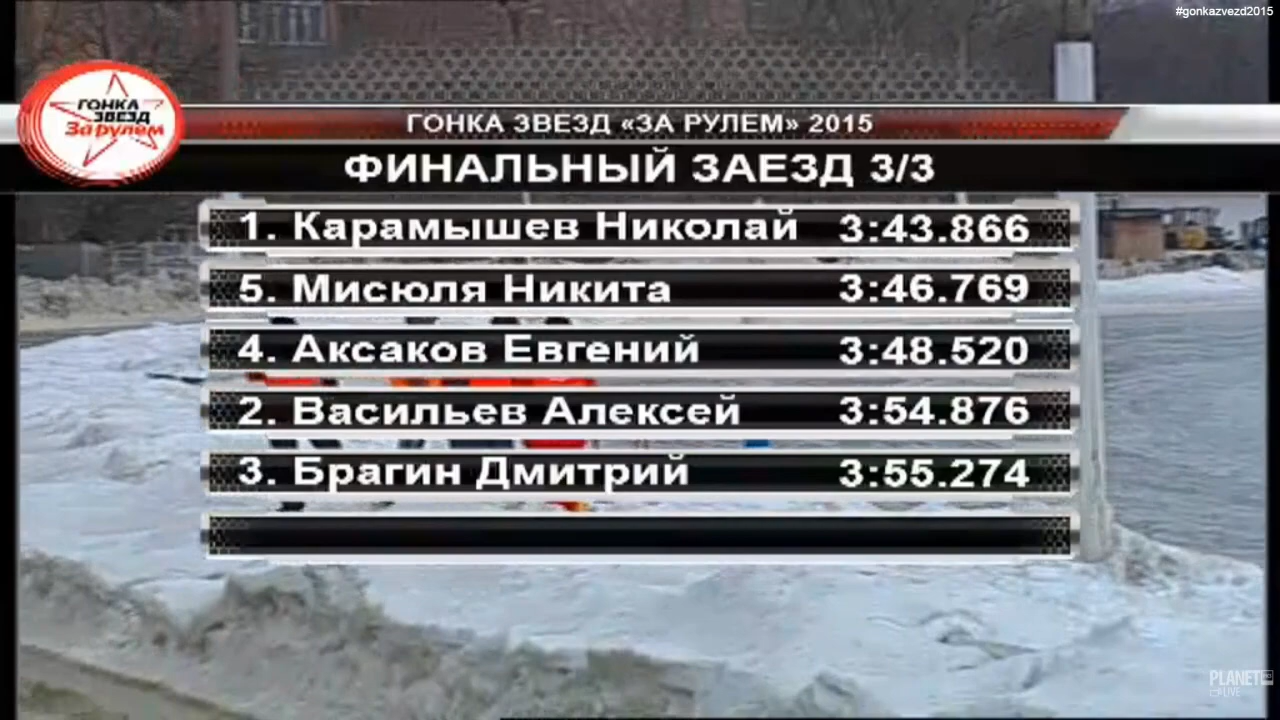 #gonkazvezd2015
ГОНКА
ЗВЕЗД
За рулем
ГОНКА ЗВЕЗД «ЗА РУЛЕМ» 2015
ФИНАЛЬНЫЙ ЗАЕЗД 3/3
1. Карамышев Николай 3:43.866
5. Мисюля Никита 3:46.769
4. Аксаков Евгений 3:48.520
2. Васильев Алексей 3:54.876
3. Брагин Дмитрий 3:55.274
PLANET HD
LIVE